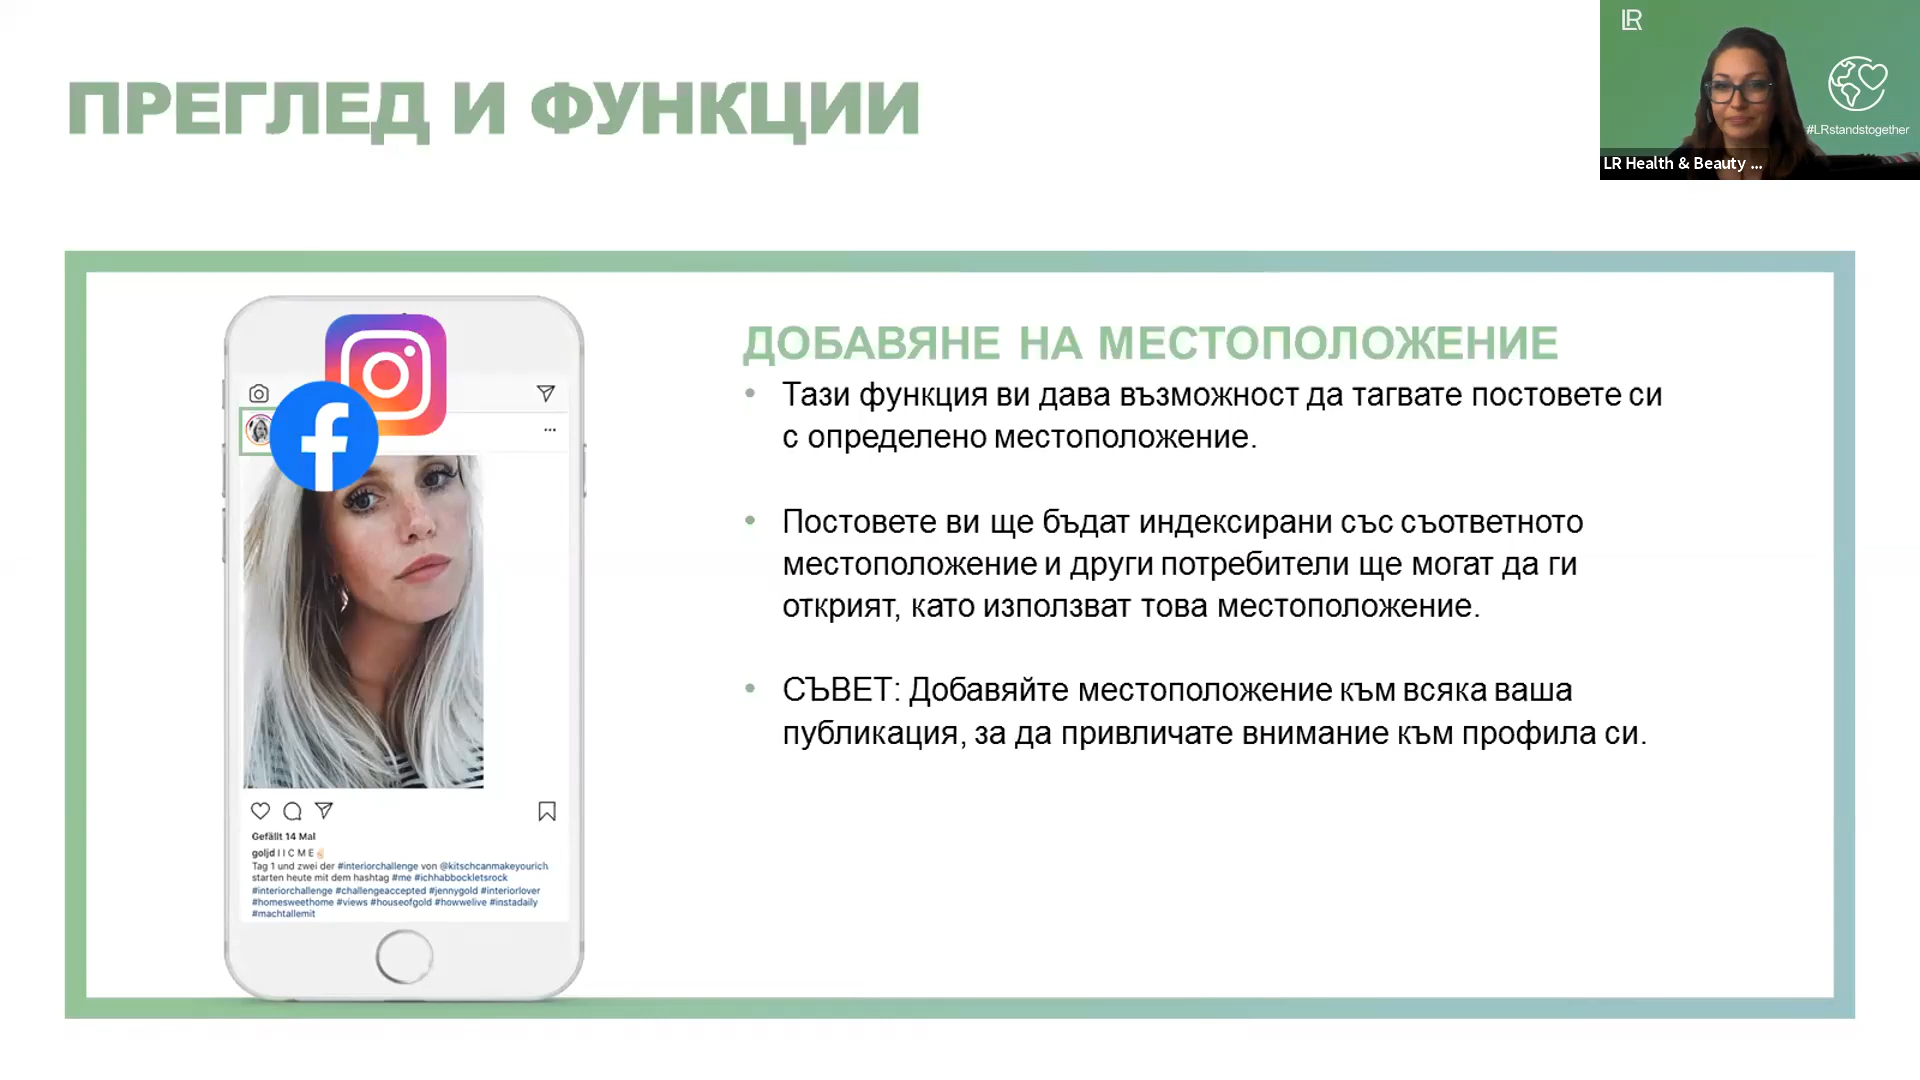 ПРЕГЛЕД И ФУНКЦИИ
LR
#LRstandstogether
LR Health & Beauty ...
ДОБАВЯНЕ НА МЕСТОПОЛОЖЕНИЕ
• Тази функция ви дава възможност да тагвате постовете си
с определено местоположение.
• Постовете ви ще бъдат индексирани със съответното
местоположение и други потребители ще могат да ги
открият, като използват това местоположение.
• СЪВЕТ: Добавяйте местоположение към всяка ваша
публикация, за да привличате внимание към профила си.
Gefällt 14 Mal
goljd I I C M E
Tag 1 und zwei der #interiorchallenge von @kitschcanmakeyourich
starten heute mit dem hashtag #me #ichhabbockletsrock
#interiorchallenge #challengeaccepted #jennygold #interiorlover
#homesweethome #views #houseofgold #howwelive #instadaily
#machtallemit